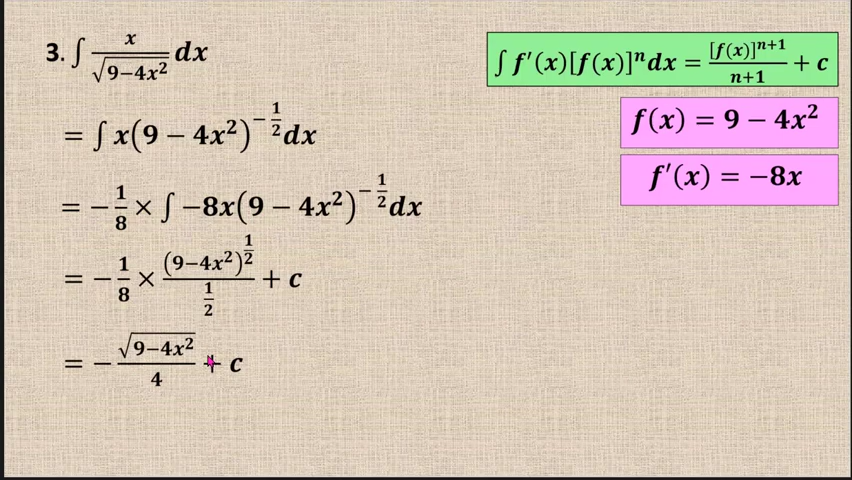 3. ∫ x/√(9−4x²) dx
= ∫ x(9 − 4x²)^(−1/2) dx
= −1/8 × ∫ −8x(9 − 4x²)^(−1/2) dx
= −1/8 × (9−4x²)^(1/2)/(1/2) + c
= − √(9−4x²)/4 + c
∫ f′(x)[f(x)]ⁿdx = [f(x)]ⁿ⁺¹/(n+1) + c
f(x) = 9 − 4x²
f′(x) = −8x